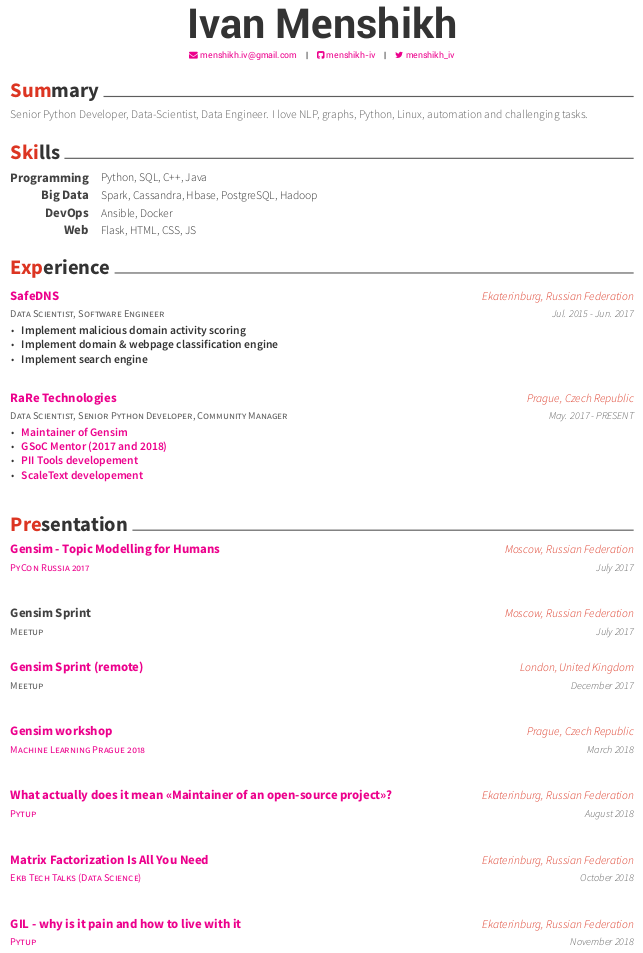 Ivan Menshikh
menshikh.iv@gmail.com | menshikh-iv | menshikh_iv
Summary
Senior Python Developer, Data-Scientist, Data Engineer. I love NLP, graphs, Python, Linux, automation and challenging tasks.
Skills
Programming Python, SQL, C++, Java
Big Data Spark, Cassandra, Hbase, PostgreSQL, Hadoop
DevOps Ansible, Docker
Web Flask, HTML, CSS, JS
Experience
SafeDNS Ekaterinburg, Russian Federation
Data Scientist, Software Engineer Jul. 2015 - Jun. 2017
• Implement malicious domain activity scoring
• Implement domain & webpage classification engine
• Implement search engine
RaRe Technologies Prague, Czech Republic
Data Scientist, Senior Python Developer, Community Manager May. 2017 - PRESENT
• Maintainer of Gensim
• GSoC Mentor (2017 and 2018)
• PII Tools developement
• ScaleText developement
Presentation
Gensim - Topic Modelling for Humans Moscow, Russian Federation
PyCon Russia 2017 July 2017
Gensim Sprint Moscow, Russian Federation
Meetup July 2017
Gensim Sprint (remote) London, United Kingdom
Meetup December 2017
Gensim workshop Prague, Czech Republic
Machine Learning Prague 2018 March 2018
What actually does it mean «Maintainer of an open-source project»? Ekaterinburg, Russian Federation
Pytup August 2018
Matrix Factorization Is All You Need Ekaterinburg, Russian Federation
Ekb Tech Talks (Data Science) October 2018
GIL - why is it pain and how to live with it Ekaterinburg, Russian Federation
Pytup November 2018